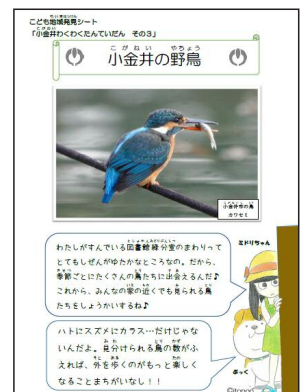 こども地域発見シート
「小金井わくわくたんていだん その3」
小金井の野鳥
小金井市の鳥
カワセミ
わたしがすんでいる図書館緑分室のまわりって
とてもしぜんがゆたかなところなの。だから、
季節ごとにたくさんの鳥たちに出会えるんだ♪
これから、みんなの家の近くでも見られる鳥
たちをしょうかいするね♪
ミドリちゃん
ハトにスズメにカラス…だけじゃな
いんだよ。見分けられる鳥の数がふ
えれば、外を歩くのがもっと楽しく
なることまちがいなし！！
ぶっく